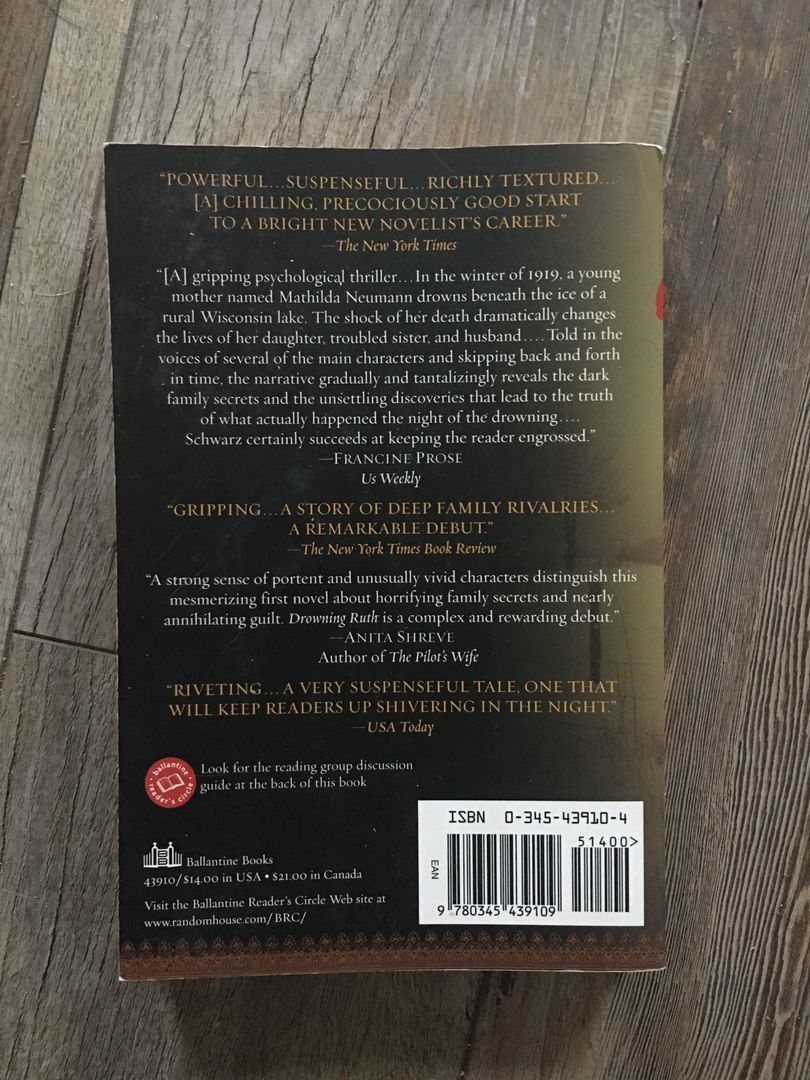 “POWERFUL...SUSPENSEFUL...RICHLY TEXTURED...
[A] CHILLING, PRECOCIOUSLY GOOD START
TO A BRIGHT NEW NOVELIST’S CAREER.”
—The New York Times
“[A] gripping psychological thriller...In the winter of 1919, a young
mother named Mathilda Neumann drowns beneath the ice of a
rural Wisconsin lake. The shock of her death dramatically changes
the lives of her daughter, troubled sister, and husband....Told in the
voices of several of the main characters and skipping back and forth
in time, the narrative gradually and tantalizingly reveals the dark
family secrets and the unsettling discoveries that lead to the truth
of what actually happened the night of the drowning....
Schwarz certainly succeeds at keeping the reader engrossed.”
—FRANCINE PROSE
Us Weekly
“GRIPPING...A STORY OF DEEP FAMILY RIVALRIES...
A REMARKABLE DEBUT.”
—The New York Times Book Review
“A strong sense of portent and unusually vivid characters distinguish this
mesmerizing first novel about horrifying family secrets and nearly
annihilating guilt. Drowning Ruth is a complex and rewarding debut.”
—ANITA SHREVE
Author of The Pilot’s Wife
“RIVETING...A VERY SUSPENSEFUL TALE, ONE THAT
WILL KEEP READERS UP SHIVERING IN THE NIGHT.”
—USA Today
ballantine reader's circle
Look for the reading group discussion
guide at the back of this book
Ballantine Books
43910/$14.00 in USA • $21.00 in Canada
Visit the Ballantine Reader’s Circle Web site at
www.randomhouse.com/BRC/
ISBN 0-345-43910-4
51400>
EAN
9 780345 439109